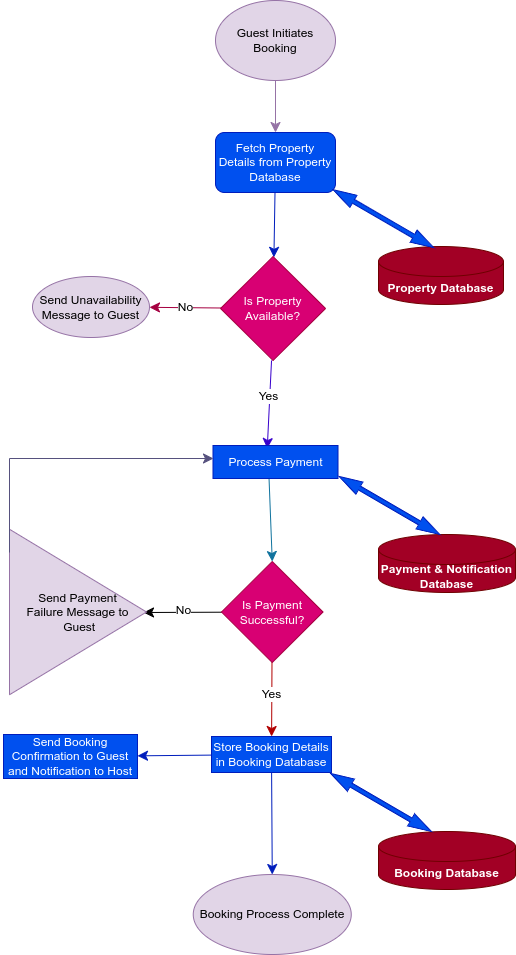 Guest Initiates
Booking
Fetch Property
Details from Property
Database
Property Database
Is Property
Available?
No
Send Unavailability
Message to Guest
Yes
Process Payment
Payment & Notification
Database
Is Payment
Successful?
No
Send Payment
Failure Message to
Guest
Yes
Store Booking Details
in Booking Database
Send Booking
Confirmation to Guest
and Notification to Host
Booking Database
Booking Process Complete